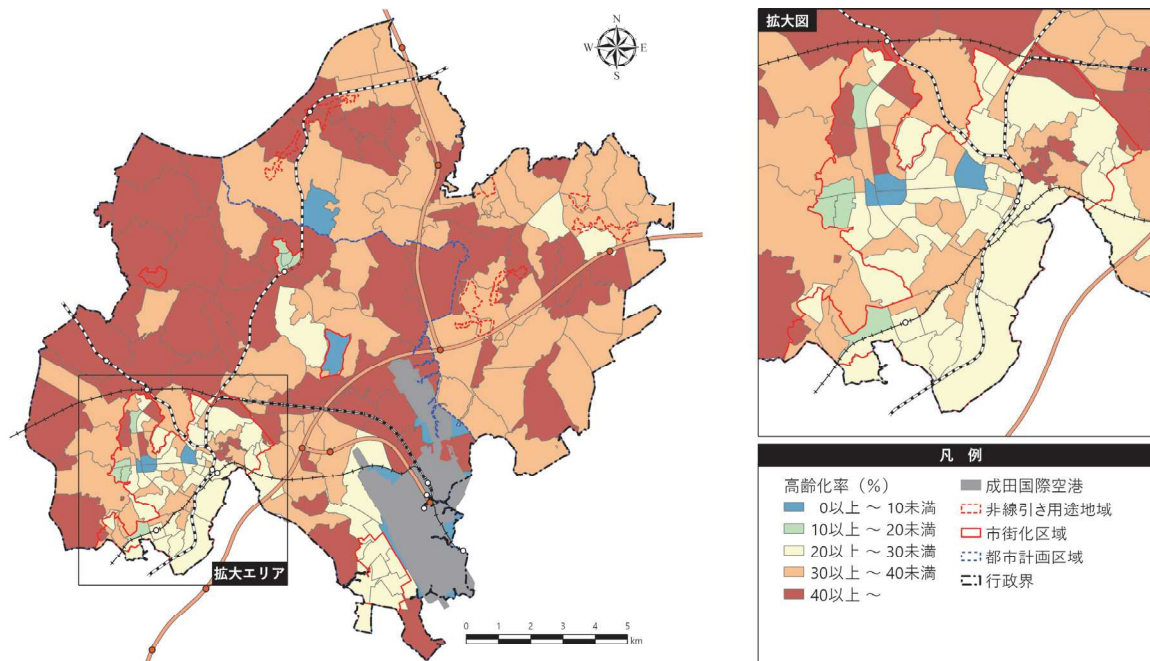 N
W
E
S
拡大エリア
0 1 2 3 4 5
km
拡大図
凡 例
高齢化率（%）
0以上 ～ 10未満
10以上 ～ 20未満
20以上 ～ 30未満
30以上 ～ 40未満
40以上 ～
成田国際空港
非線引き用途地域
市街化区域
都市計画区域
行政界